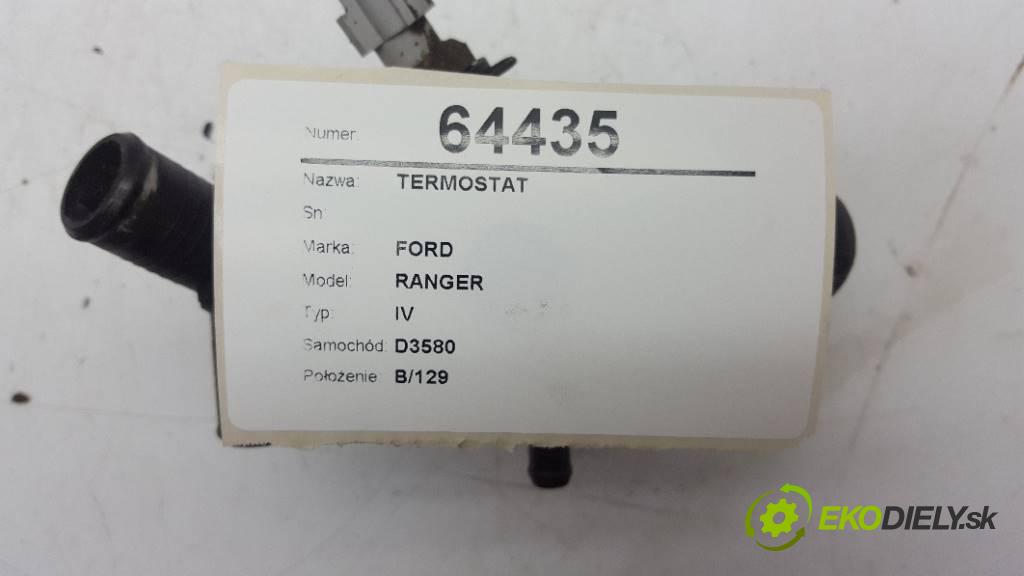 Numer: 64435
Nazwa: TERMOSTAT
Sn:
Marka: FORD
Model: RANGER
Typ: IV
Samochód: D3580
Położenie: B/129
EKODIELY.sk